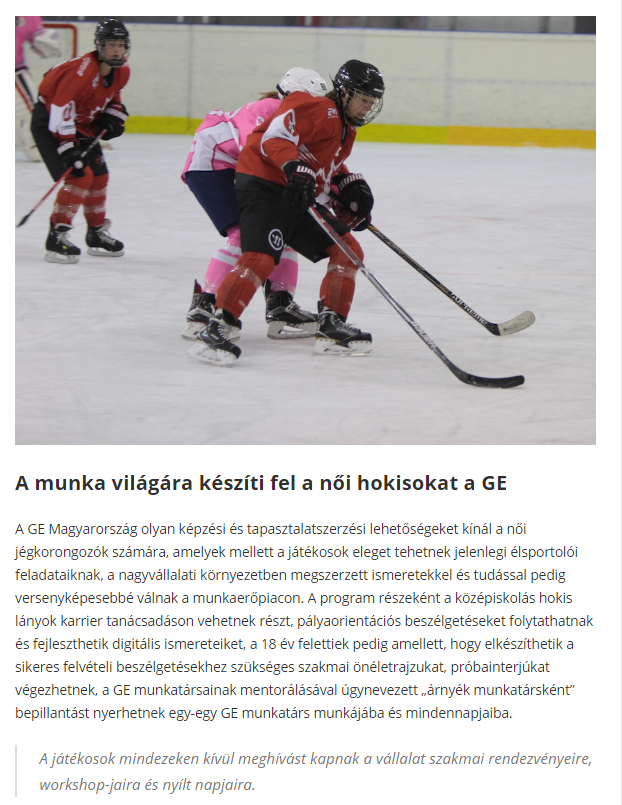 A munka világára készíti fel a női hokisokat a GE
A GE Magyarország olyan képzési és tapasztalatszerzési lehetőségeket kínál a női
jégkorongozók számára, amelyek mellett a játékosok eleget tehetnek jelenlegi élsportolói
feladataiknak, a nagyvállalati környezetben megszerzett ismeretekkel és tudással pedig
versenyképesebbé válnak a munkaerőpiacon. A program részeként a középiskolás hokis
lányok karrier tanácsadáson vehetnek részt, pályaorientációs beszélgetéseket folytathatnak
és fejleszthetik digitális ismereteiket, a 18 év felettiek pedig amellett, hogy elkészíthetik a
sikeres felvételi beszélgetésekhez szükséges szakmai önéletrajzukat, próbainterjúkat
végezhetnek, a GE munkatársainak mentorálásával úgynevezett „árnyék munkatársként”
bepillantást nyerhetnek egy-egy GE munkatárs munkájába és mindennapjaiba.
A játékosok mindezeken kívül meghívást kapnak a vállalat szakmai rendezvényeire,
workshop-jaira és nyílt napjaira.